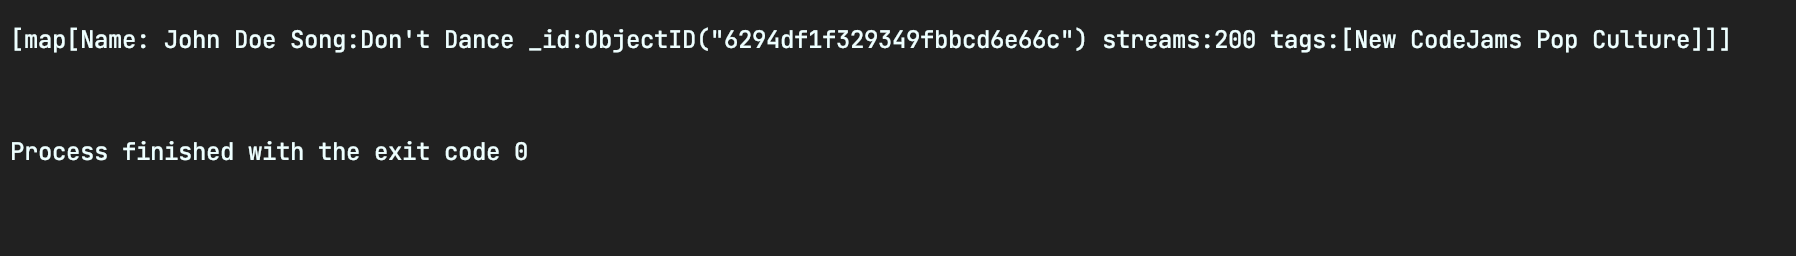 [map[Name: John Doe Song:Don't Dance _id:ObjectID("6294df1f329349fbbcd6e66c") streams:200 tags:[New CodeJams Pop Culture]]]
Process finished with the exit code 0